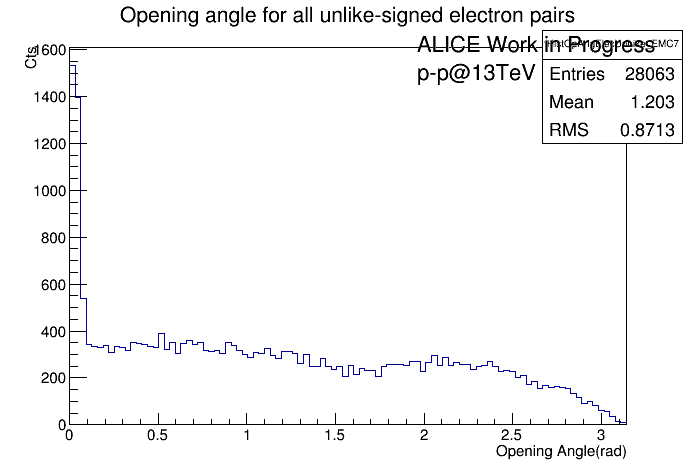 Opening angle for all unlike-signed electron pairs
ALICE Work in Progress
p-p@13TeV
Entries 28063
Mean 1.203
RMS 0.8713
Cts
1600
1400
1200
1000
800
600
400
200
0
0 0.5 1 1.5 2 2.5 3
Opening Angle(rad)